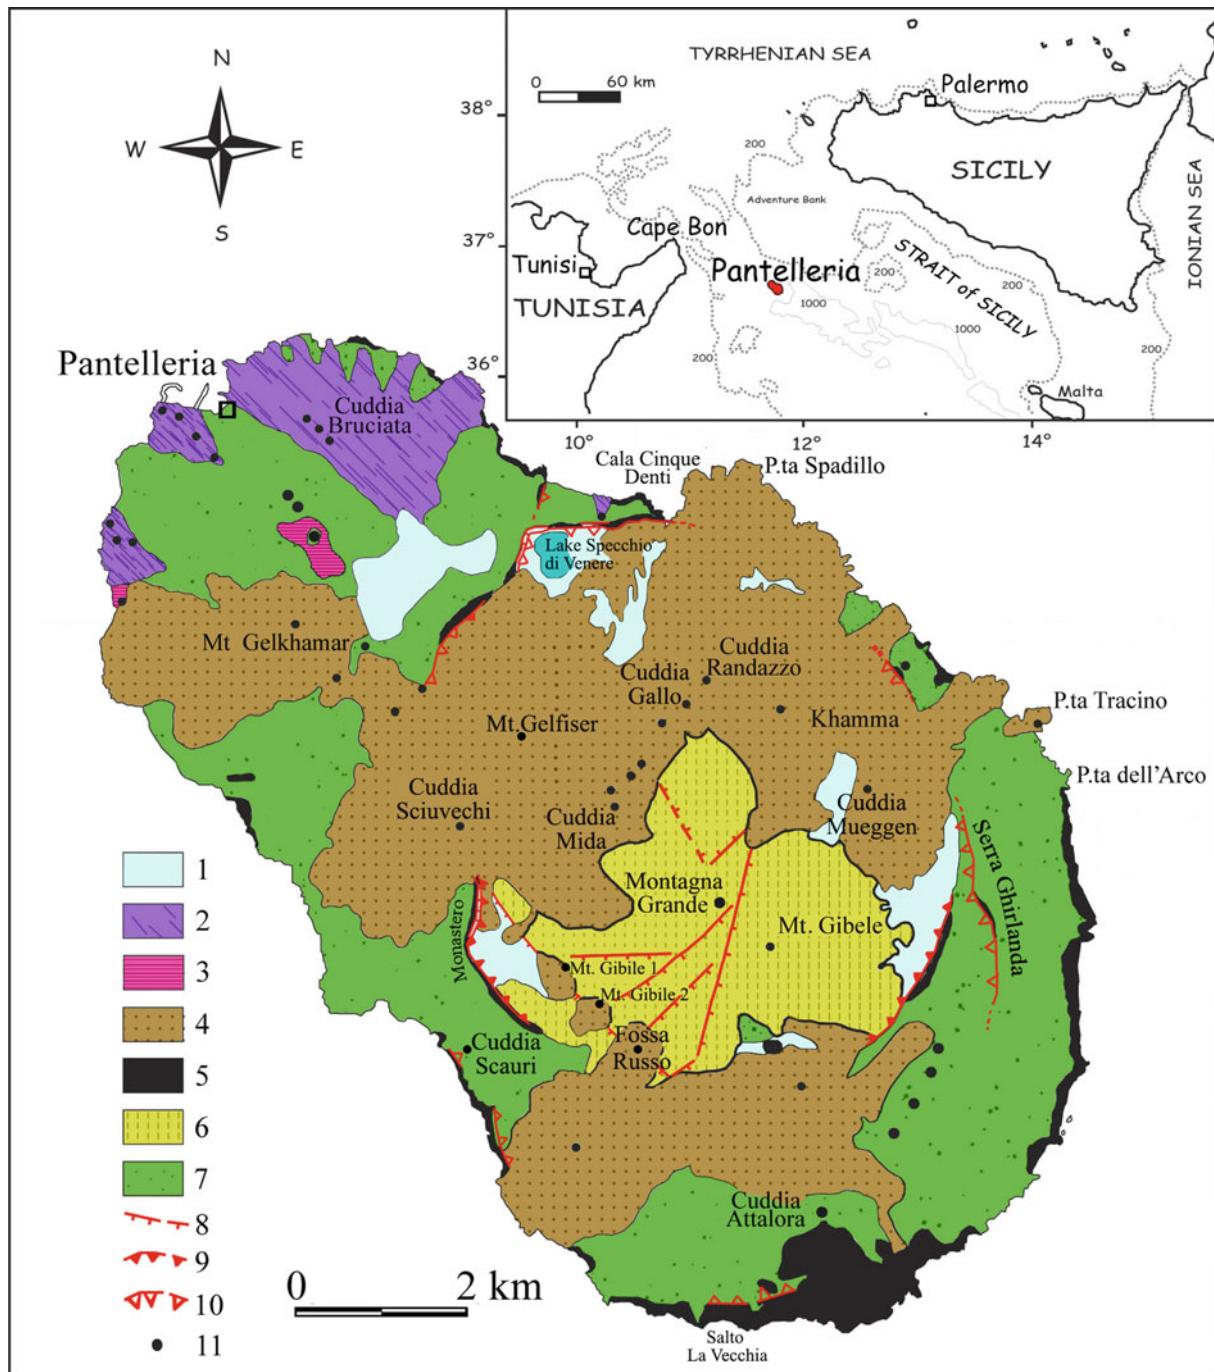 N
W
E
S
TYRRHENIAN SEA
0
60 km
Palermo
38°
200
SICILY
IONIAN SEA
Adventure Bank
Cape Bon
37°
STRAIT of SICILY
Tunisi
Pantelleria
200
200
TUNISIA
1000
1000
200
200
36°
Malta
10°
12°
14°
Pantelleria
Cuddia
Bruciata
Cala Cinque
Denti
P.ta Spadillo
Lake Specchio
di Venere
Mt Gelkhamar
Cuddia
Randazzo
Cuddia
Gallo
P.ta Tracino
Khamma
Mt.Gelfiser
P.ta dell'Arco
Cuddia
Sciuvechi
Cuddia
Mida
Cuddia
Mueggen
Serra Ghirlanda
Montagna
Grande
Mt. Gibele
Monastero
Mt. Gibile 1
Mt. Gibile 2
Fossa
Russo
Cuddia
Scauri
Cuddia
Attalora
Salto
La Vecchia
1
2
3
4
5
6
7
8
9
10
11
0
2 km